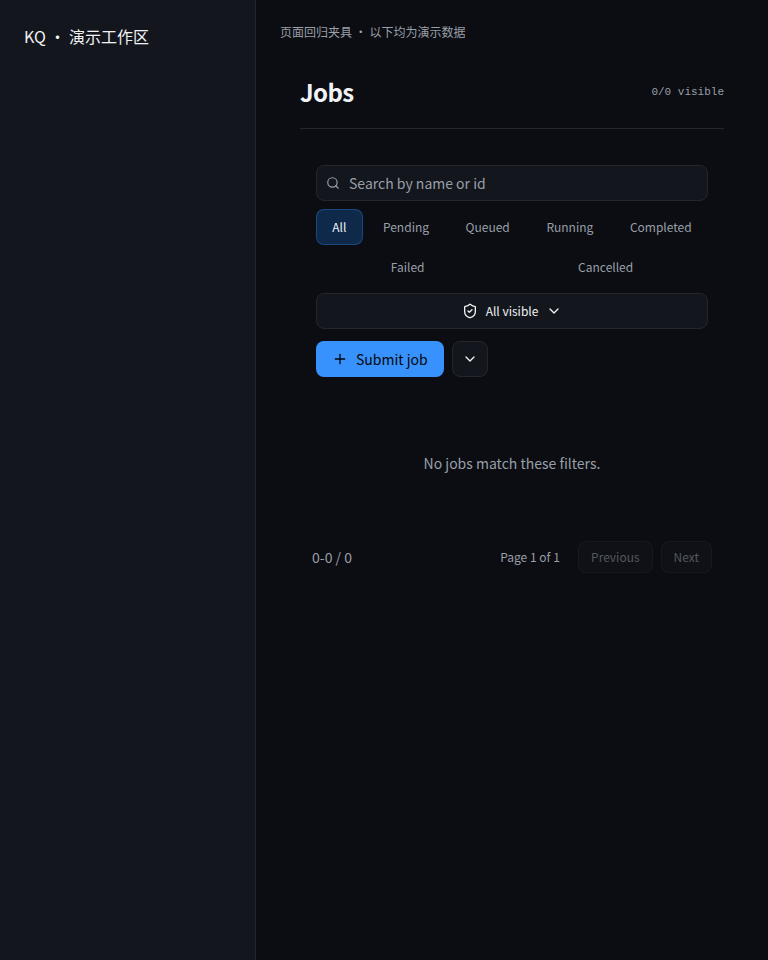 KQ · 演示工作区
页面回归夹具 · 以下均为演示数据
Jobs
0/0 visible
Search by name or id
All Pending Queued Running Completed
Failed Cancelled
All visible
Submit job
No jobs match these filters.
0-0 / 0 Page 1 of 1 Previous Next